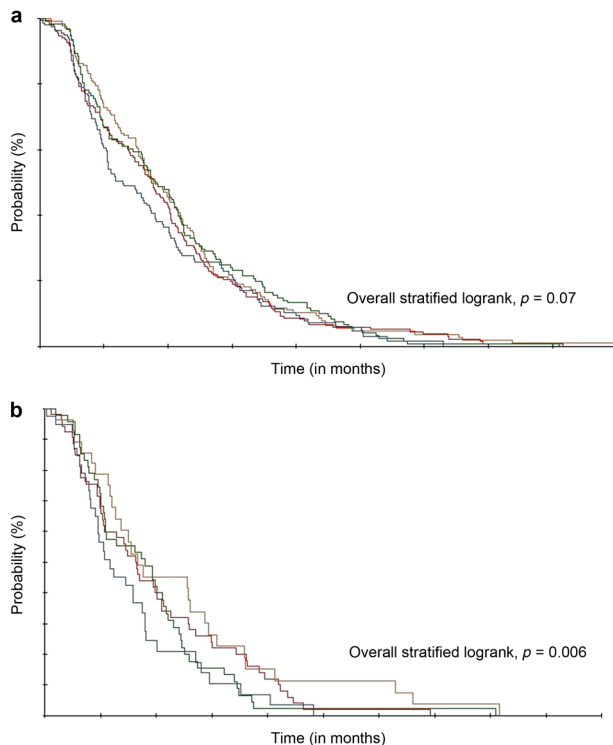 a
Probability (%)
Overall stratified logrank, p = 0.07
Time (in months)
b
Probability (%)
Overall stratified logrank, p = 0.006
Time (in months)